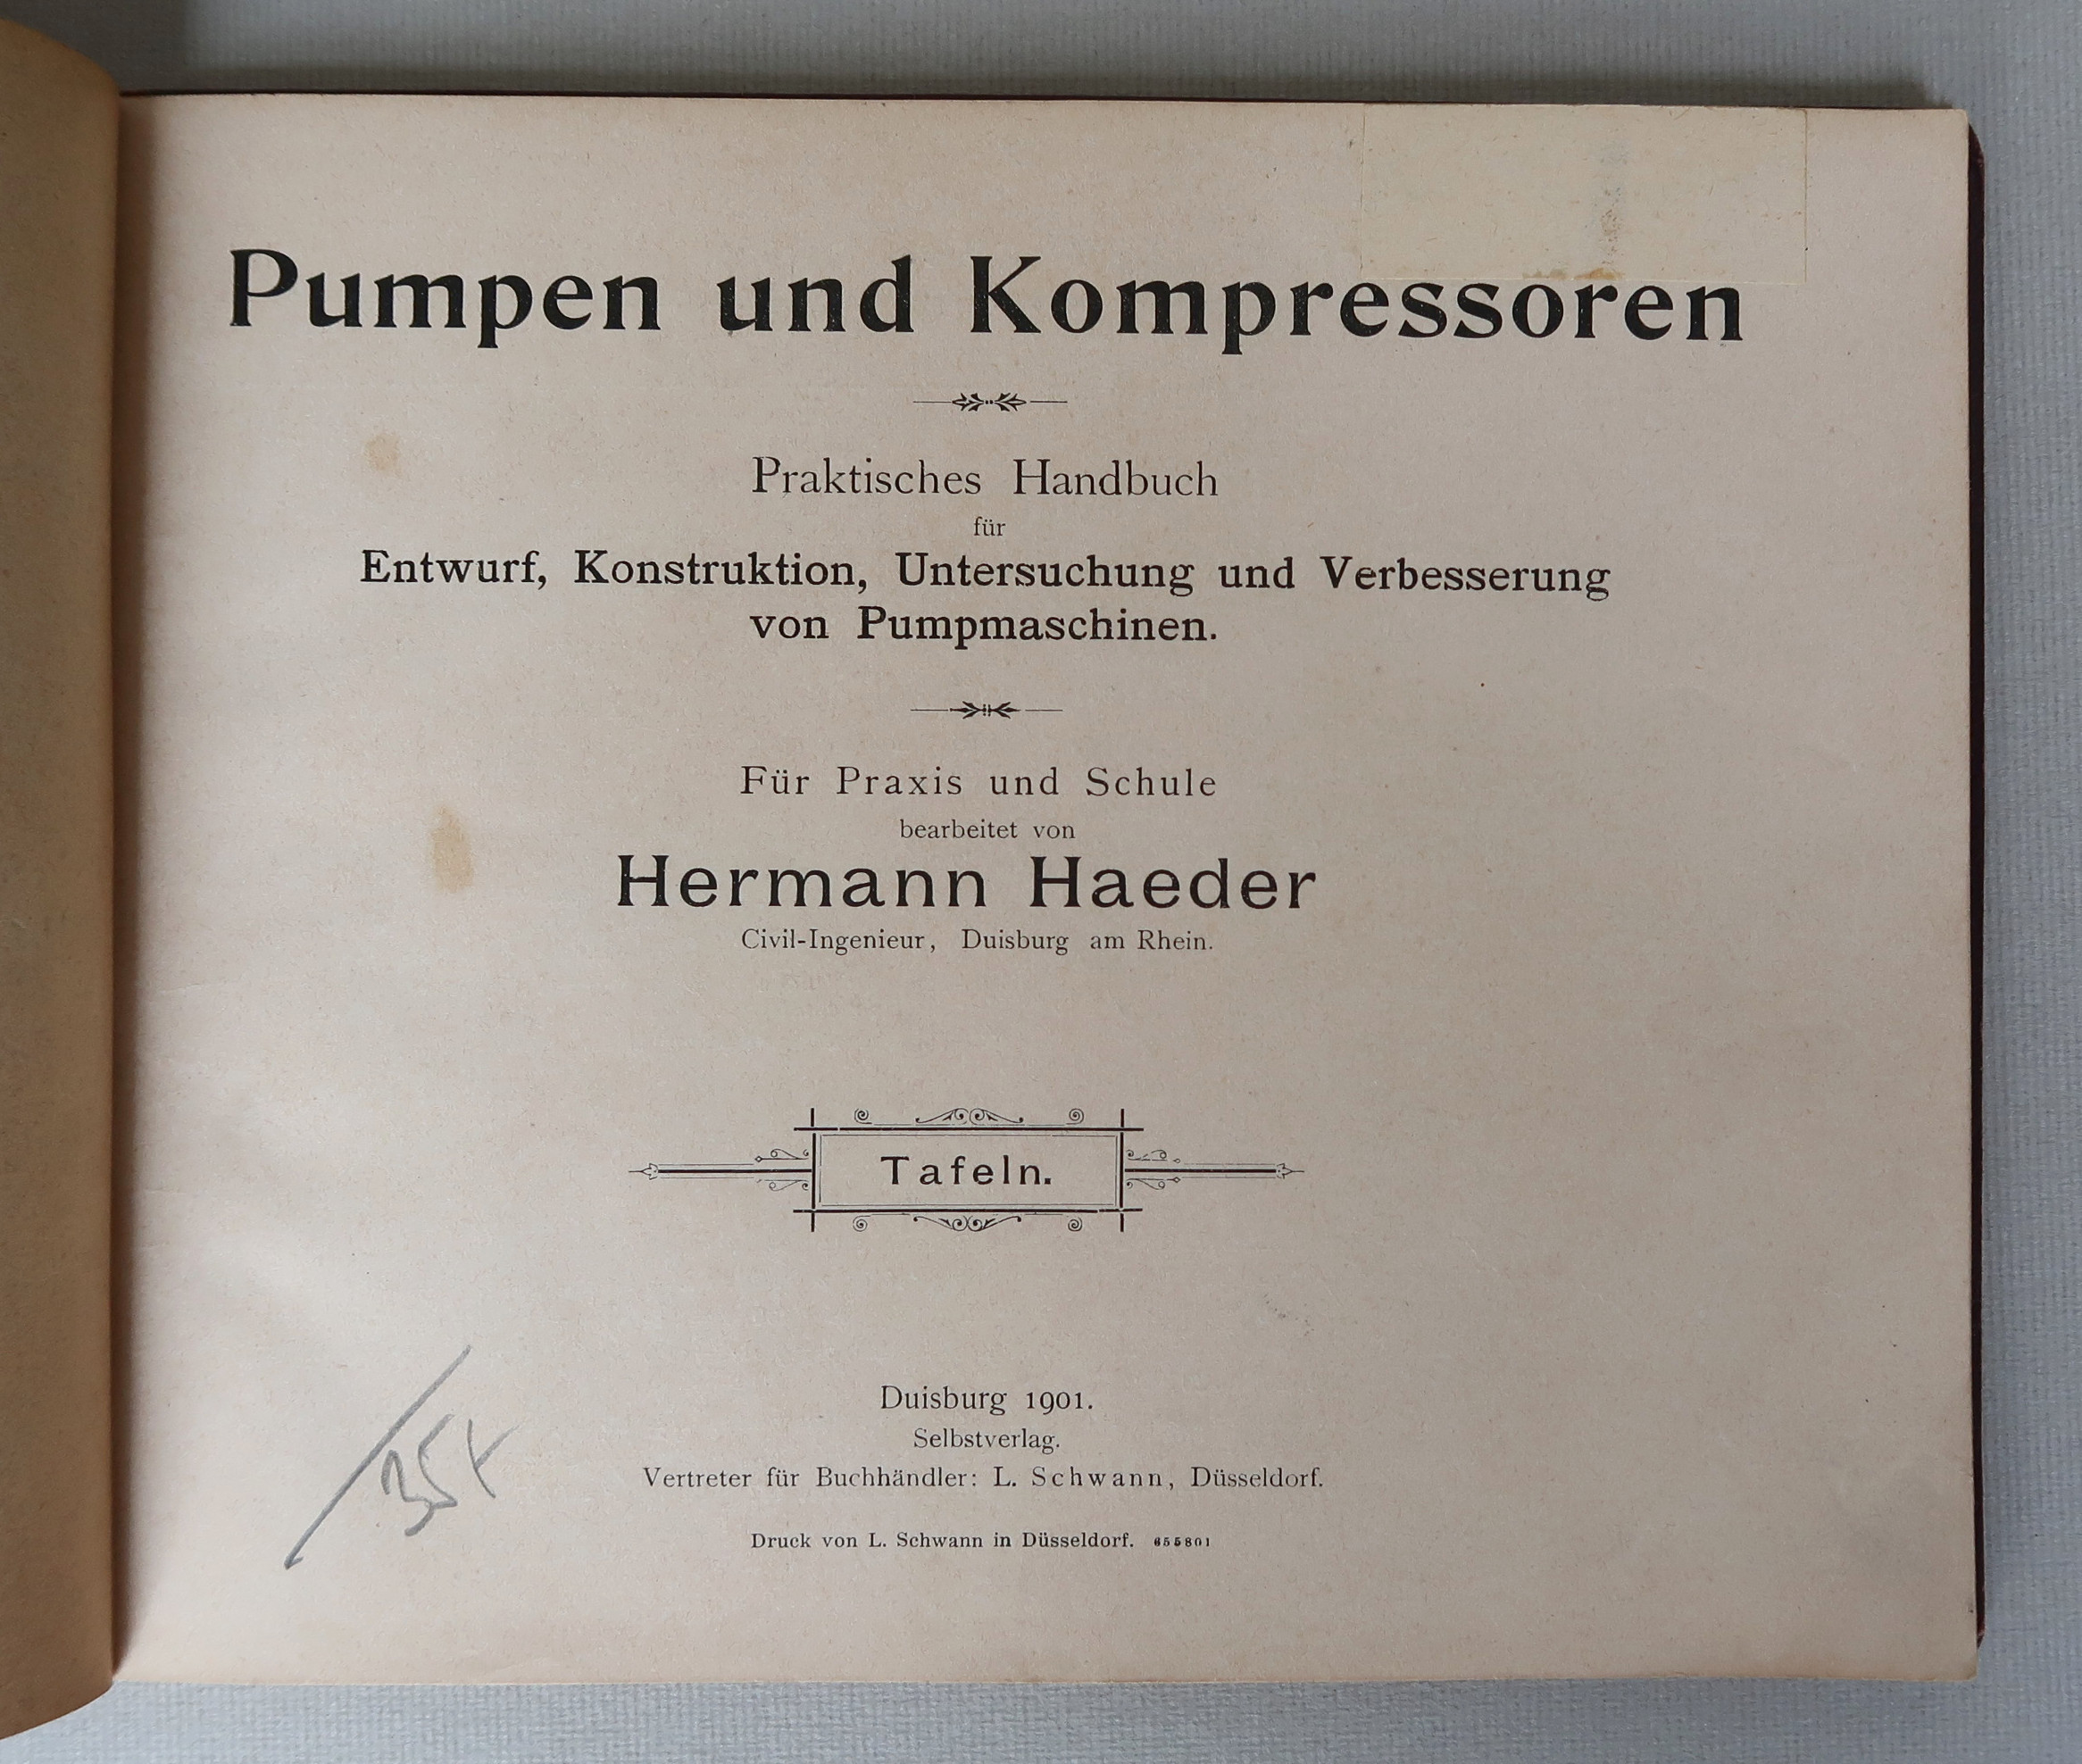 Pumpen und Kompressoren
Praktisches Handbuch
für
Entwurf, Konstruktion, Untersuchung und Verbesserung
von Pumpmaschinen.
Für Praxis und Schule
bearbeitet von
Hermann Haeder
Civil-Ingenieur, Duisburg am Rhein.
Tafeln.
Duisburg 1901.
Selbstverlag.
Vertreter für Buchhändler: L. Schwann, Düsseldorf.
Druck von L. Schwann in Düsseldorf. 655801